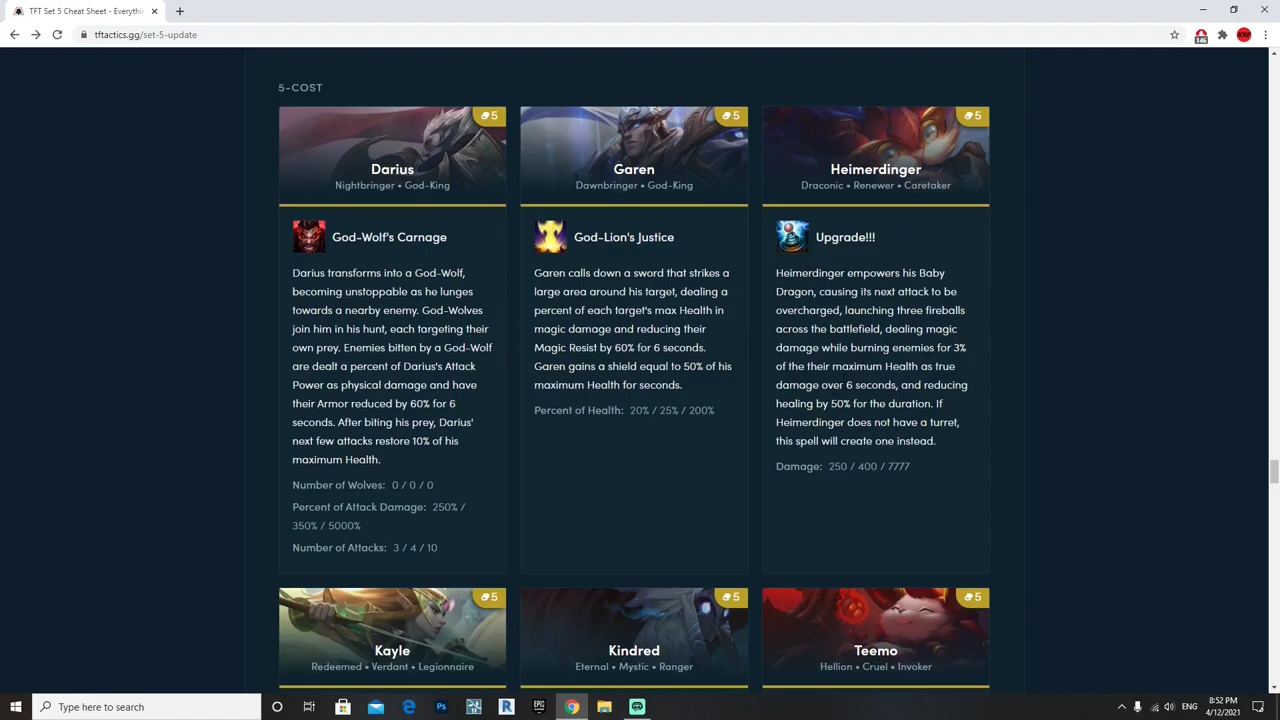 TFT Set 5 Cheat Sheet - Everythi
tftactics.gg/set-5-update
146
5-COST
5
Darius
Nightbringer • God-King
God-Wolf's Carnage
Darius transforms into a God-Wolf,
becoming unstoppable as he lunges
towards a nearby enemy. God-Wolves
join him in his hunt, each targeting their
own prey. Enemies bitten by a God-Wolf
are dealt a percent of Darius's Attack
Power as physical damage and have
their Armor reduced by 60% for 6
seconds. After biting his prey, Darius'
next few attacks restore 10% of his
maximum Health.
Number of Wolves: 0 / 0 / 0
Percent of Attack Damage: 250% /
350% / 5000%
Number of Attacks: 3 / 4 / 10
5
Garen
Dawnbringer • God-King
God-Lion's Justice
Garen calls down a sword that strikes a
large area around his target, dealing a
percent of each target's max Health in
magic damage and reducing their
Magic Resist by 60% for 6 seconds.
Garen gains a shield equal to 50% of his
maximum Health for seconds.
Percent of Health: 20% / 25% / 200%
5
Heimerdinger
Draconic • Renewer • Caretaker
Upgrade!!!
Heimerdinger empowers his Baby
Dragon, causing its next attack to be
overcharged, launching three fireballs
across the battlefield, dealing magic
damage while burning enemies for 3%
of the their maximum Health as true
damage over 6 seconds, and reducing
healing by 50% for the duration. If
Heimerdinger does not have a turret,
this spell will create one instead.
Damage: 250 / 400 / 7777
5
Kayle
Redeemed • Verdant • Legionnaire
5
Kindred
Eternal • Mystic • Ranger
5
Teemo
Hellion • Cruel • Invoker
Type here to search
Ps
R
EPIC
GAMES
ENG
8:52 PM
4/12/2021